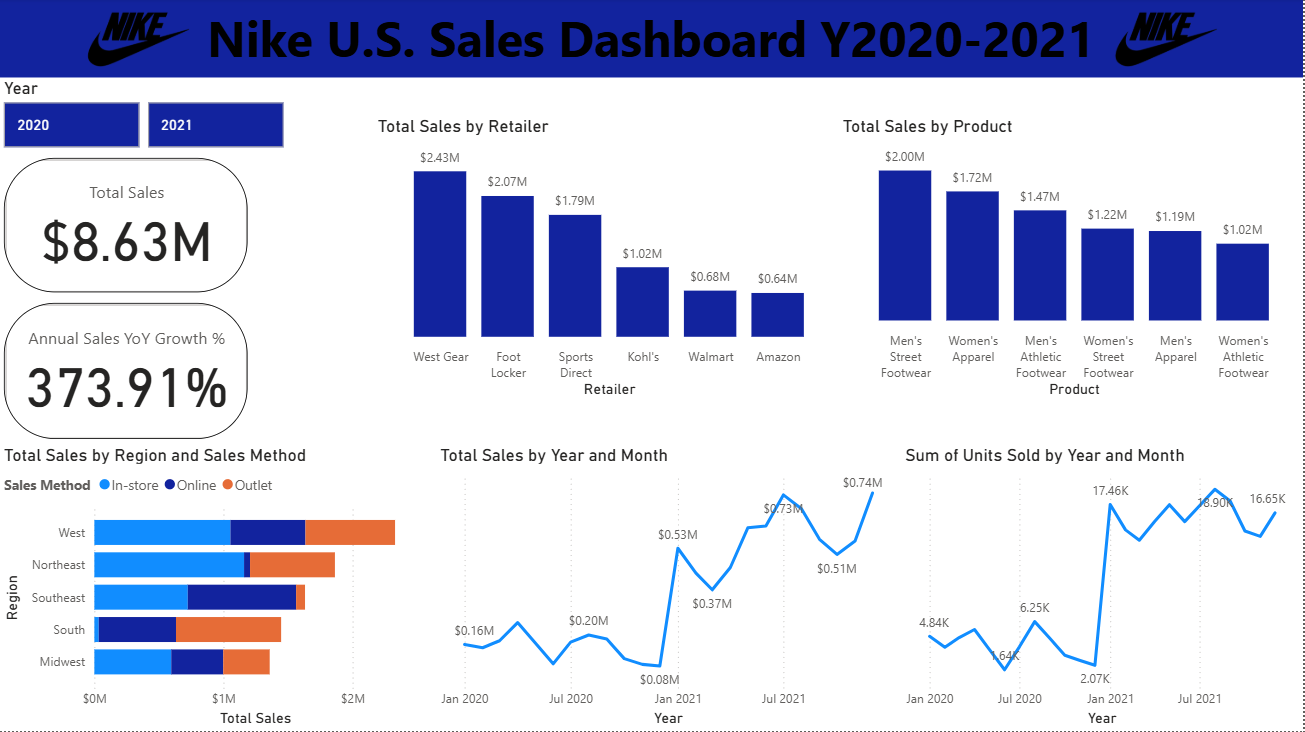 NIKE
Nike U.S. Sales Dashboard Y2020-2021
NIKE
Year
2020
2021
Total Sales
$8.63M
Annual Sales YoY Growth %
373.91%
Total Sales by Retailer
$2.43M
$2.07M
$1.79M
$1.02M
$0.68M
$0.64M
West Gear
Foot
Locker
Sports
Direct
Kohl's
Walmart
Amazon
Retailer
Total Sales by Product
$2.00M
$1.72M
$1.47M
$1.22M
$1.19M
$1.02M
Men's
Street
Footwear
Women's
Apparel
Men's
Athletic
Footwear
Women's
Street
Footwear
Men's
Apparel
Women's
Athletic
Footwear
Product
Total Sales by Region and Sales Method
Sales Method In-store Online Outlet
Region
West
Northeast
Southeast
South
Midwest
$0M
$1M
$2M
Total Sales
Total Sales by Year and Month
$0.16M
$0.20M
$0.08M
$0.53M
$0.37M
$0.73M
$0.51M
$0.74M
Jan 2020
Jul 2020
Jan 2021
Jul 2021
Year
Sum of Units Sold by Year and Month
4.84K
1.64K
6.25K
2.07K
17.46K
18.90K
16.65K
Jan 2020
Jul 2020
Jan 2021
Jul 2021
Year